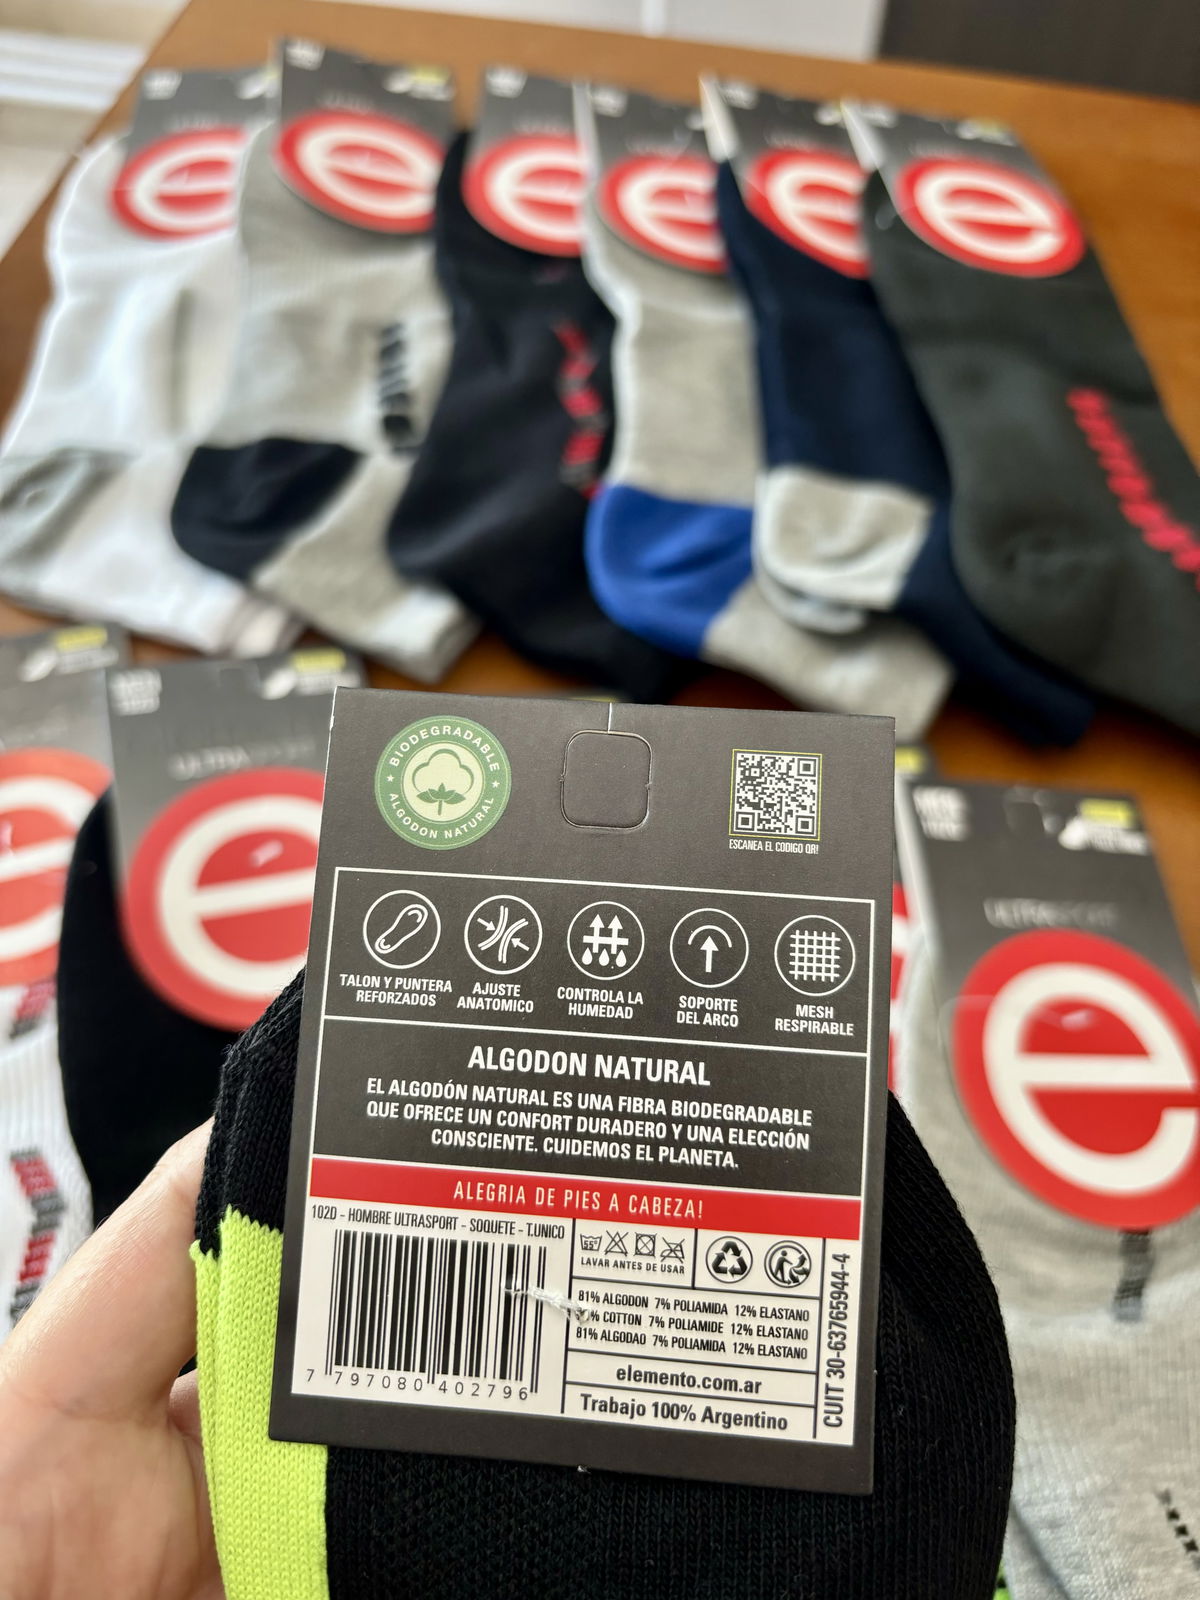 BIODEGRADABLE
ALGODON NATURAL
ESCANEA EL CODIGO QR!
TALON Y PUNTERA
REFORZADOS
AJUSTE
ANATOMICO
CONTROLA LA
HUMEDAD
SOPORTE
DEL ARCO
MESH
RESPIRABLE
ALGODON NATURAL
EL ALGODÓN NATURAL ES UNA FIBRA BIODEGRADABLE
QUE OFRECE UN CONFORT DURADERO Y UNA ELECCIÓN
CONSCIENTE. CUIDEMOS EL PLANETA.
ALEGRIA DE PIES A CABEZA!
102D - HOMBRE ULTRASPORT - SOQUETE - T.UNICO
7 797080 402796
55°
LAVAR ANTES DE USAR
81% ALGODON 7% POLIAMIDA 12% ELASTANO
COTTON 7% POLIAMIDE 12% ELASTANO
81% ALGODAO 7% POLIAMIDA 12% ELASTANO
elemento.com.ar
Trabajo 100% Argentino
CUIT 30-63765944-4
e
e
e
e
e
e
e
e
e
ULTRASPORT
ULTRASPORT